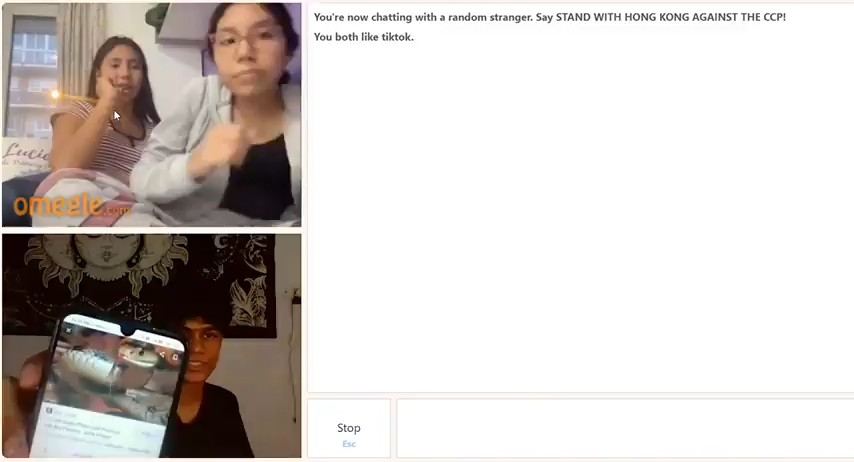 You're now chatting with a random stranger. Say STAND WITH HONG KONG AGAINST THE CCP!
You both like tiktok.
Lucia
omegle.com
Stop
Esc